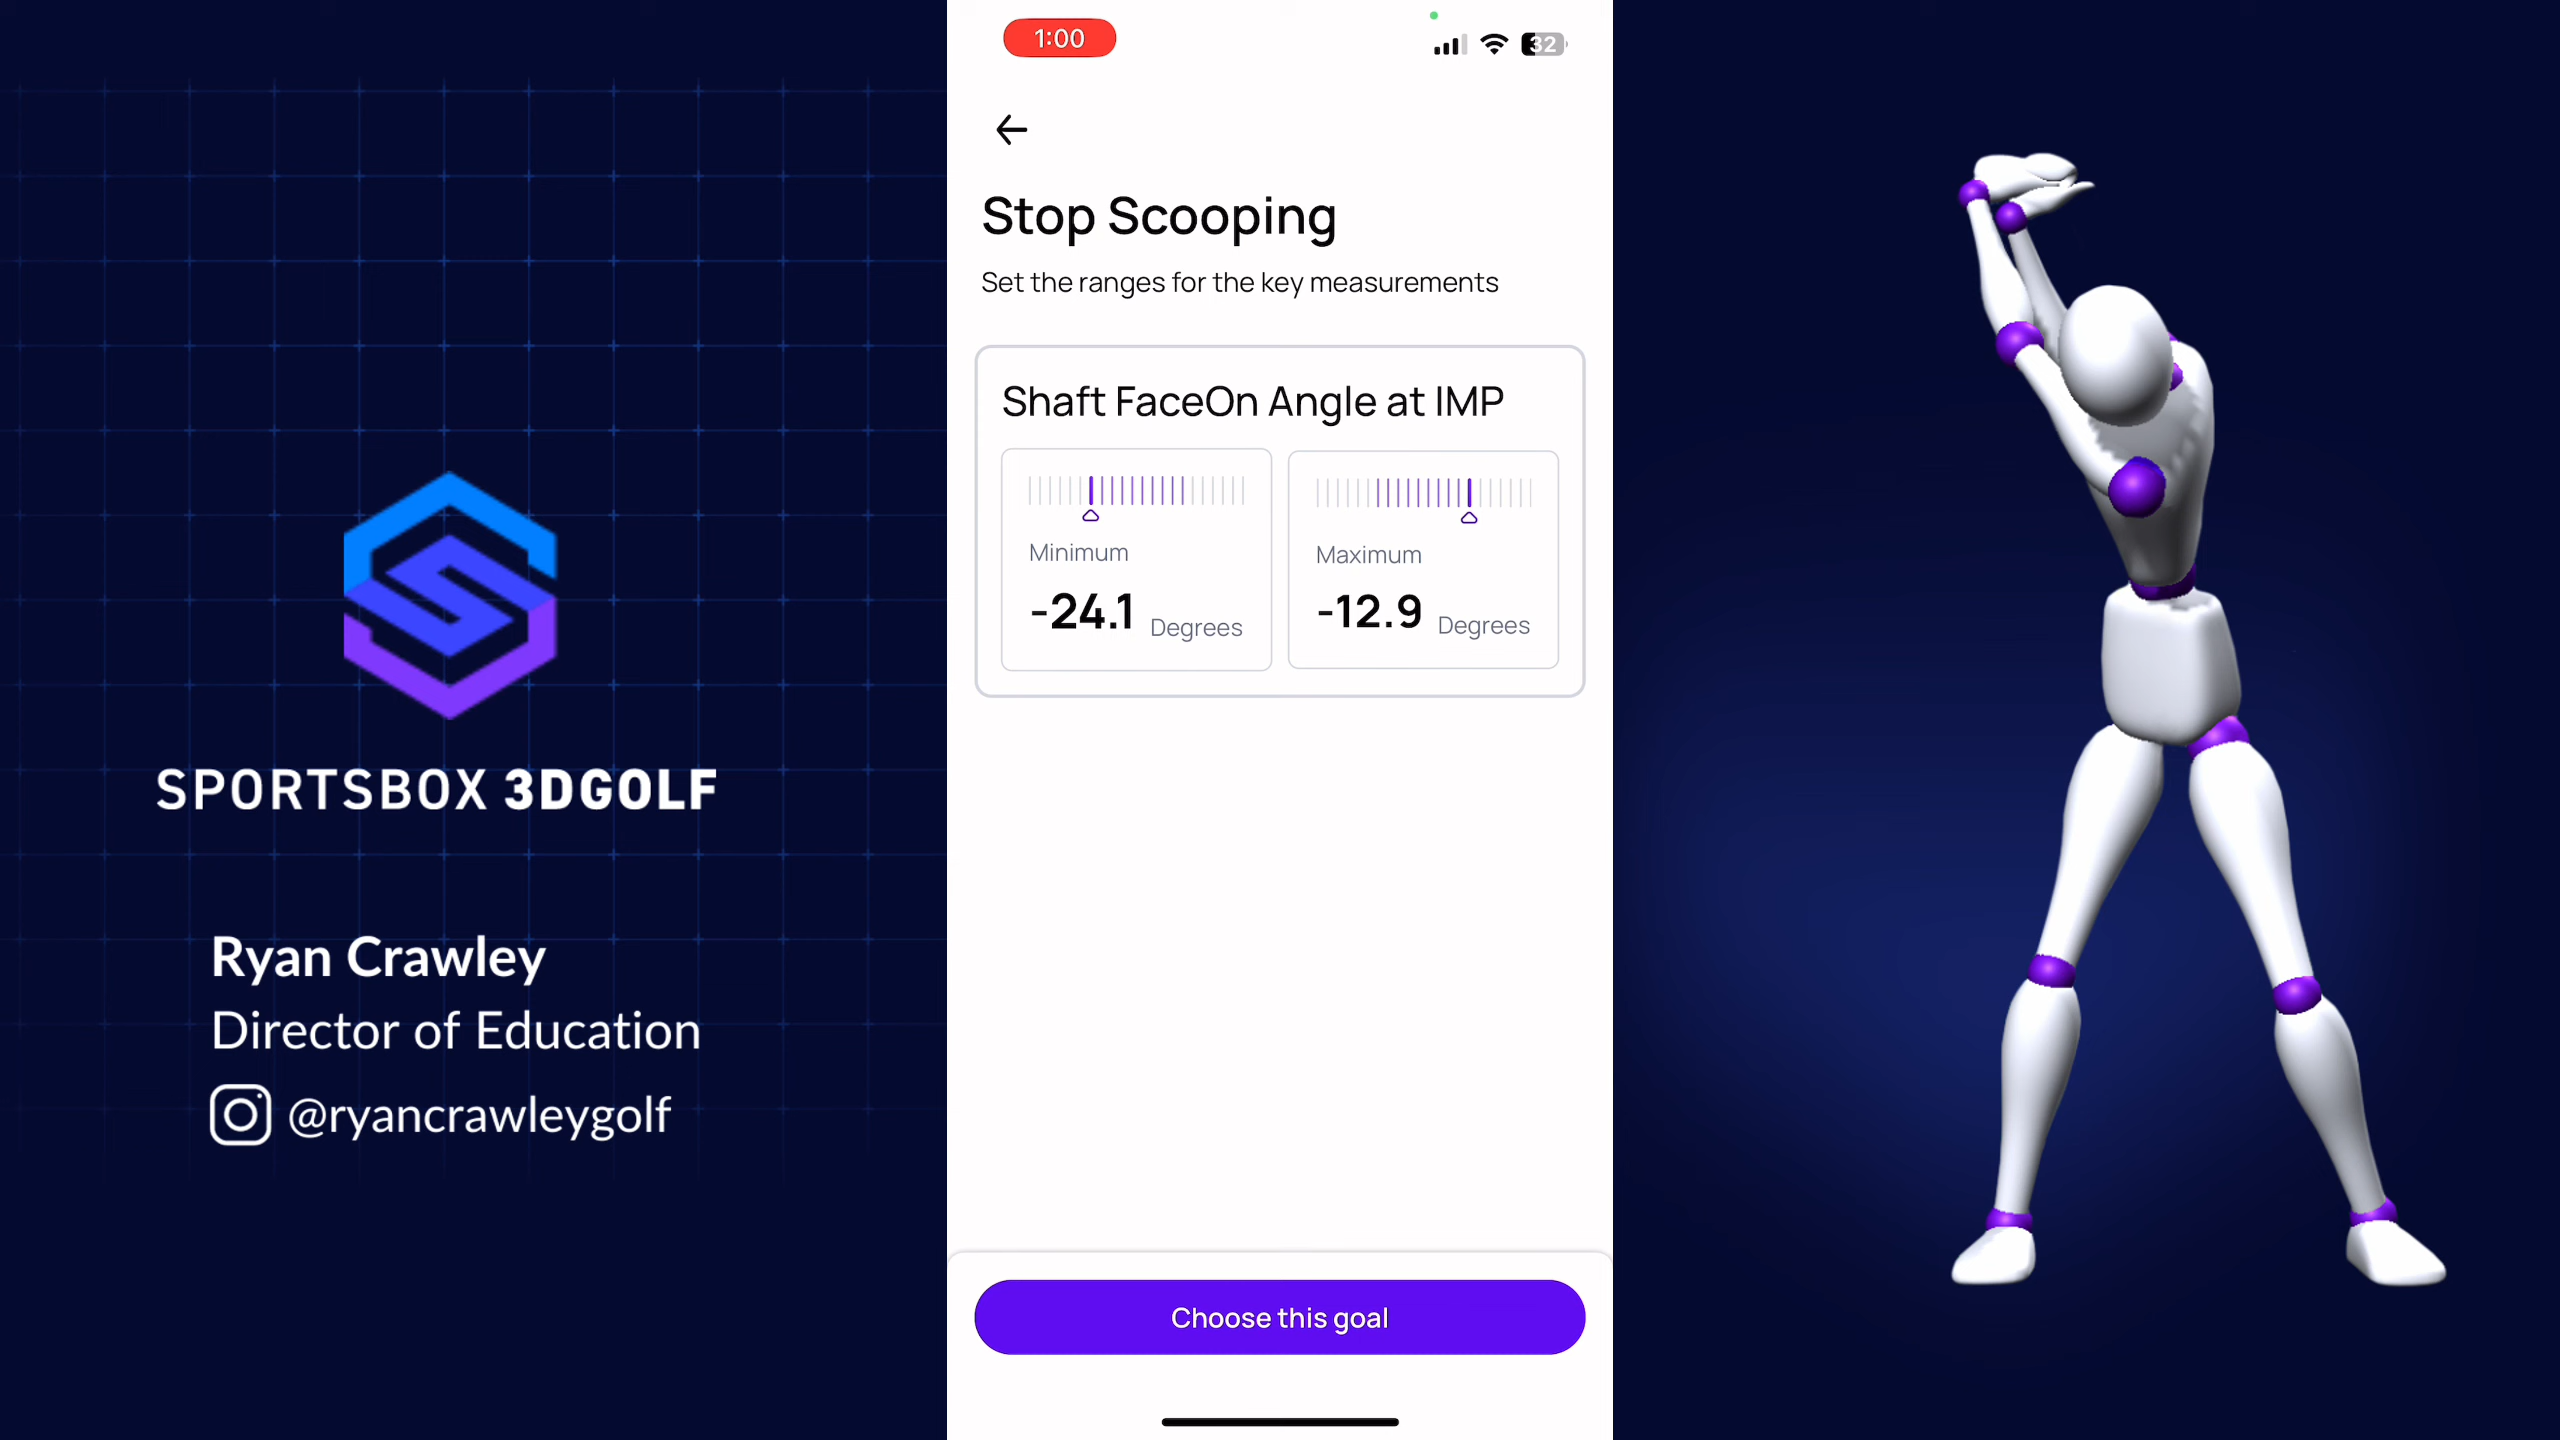 SPORTSBOX 3DGOLF
Ryan Crawley
Director of Education
@ryancrawleygolf
1:00
32
Stop Scooping
Set the ranges for the key measurements
Shaft FaceOn Angle at IMP
Minimum
-24.1 Degrees
Maximum
-12.9 Degrees
Choose this goal